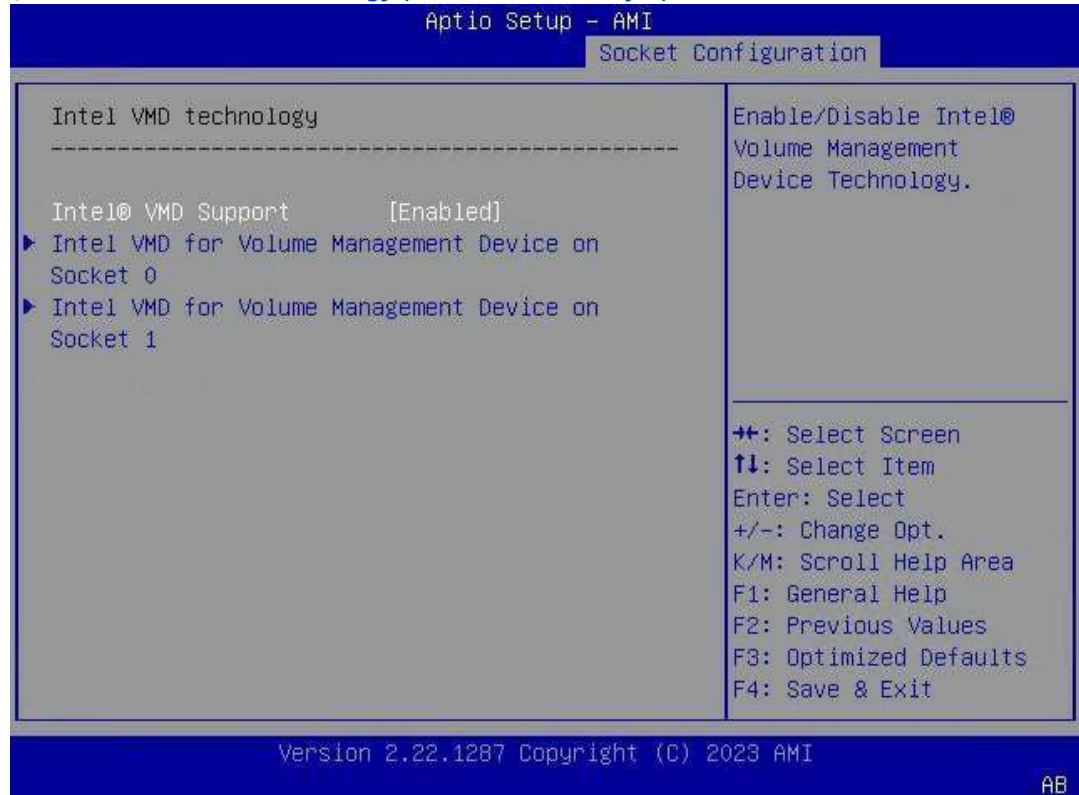 Aptio Setup – AMI
Socket Configuration
Intel VMD technology
------------------------------------------------
Intel® VMD Support [Enabled]
▶ Intel VMD for Volume Management Device on
Socket 0
▶ Intel VMD for Volume Management Device on
Socket 1
Enable/Disable Intel®
Volume Management
Device Technology.
→←: Select Screen
↑↓: Select Item
Enter: Select
+/-: Change Opt.
K/M: Scroll Help Area
F1: General Help
F2: Previous Values
F3: Optimized Defaults
F4: Save & Exit
Version 2.22.1287 Copyright (C) 2023 AMI
AB